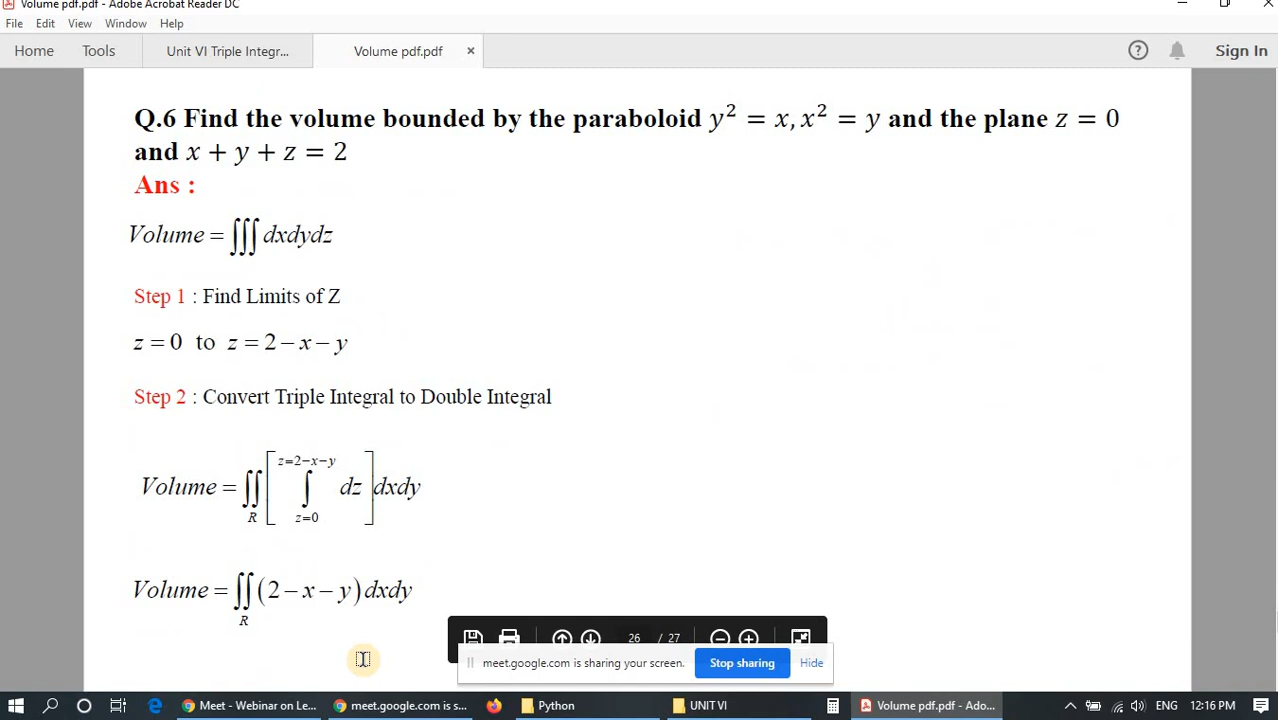 Volume pdf.pdf - Adobe Acrobat Reader DC
File Edit View Window Help
Home Tools Unit VI Triple Integr... Volume pdf.pdf × Sign In
Q.6 Find the volume bounded by the paraboloid y² = x, x² = y and the plane z = 0
and x + y + z = 2
Ans :
Volume = ∭ dxdydz
Step 1 : Find Limits of Z
z = 0 to z = 2 − x − y
Step 2 : Convert Triple Integral to Double Integral
Volume = ∬_R [ ∫_{z=0}^{z=2−x−y} dz ] dxdy
Volume = ∬_R (2 − x − y) dxdy
26 / 27
meet.google.com is sharing your screen. Stop sharing Hide
Meet - Webinar on Le... meet.google.com is s... Python UNIT VI Volume pdf.pdf - Ado... 12:16 PM